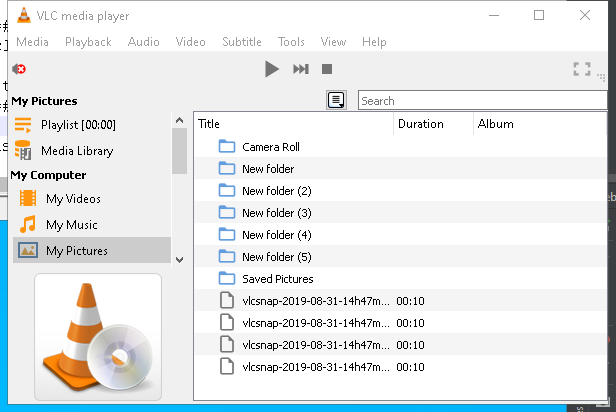 VLC media player
Media Playback Audio Video Subtitle Tools View Help
My Pictures
Playlist [00:00]
Media Library
My Computer
My Videos
My Music
My Pictures
Search
Title Duration Album
Camera Roll
New folder
New folder (2)
New folder (3)
New folder (4)
New folder (5)
Saved Pictures
vlcsnap-2019-08-31-14h47m... 00:10
vlcsnap-2019-08-31-14h47m... 00:10
vlcsnap-2019-08-31-14h47m... 00:10
vlcsnap-2019-08-31-14h47m... 00:10